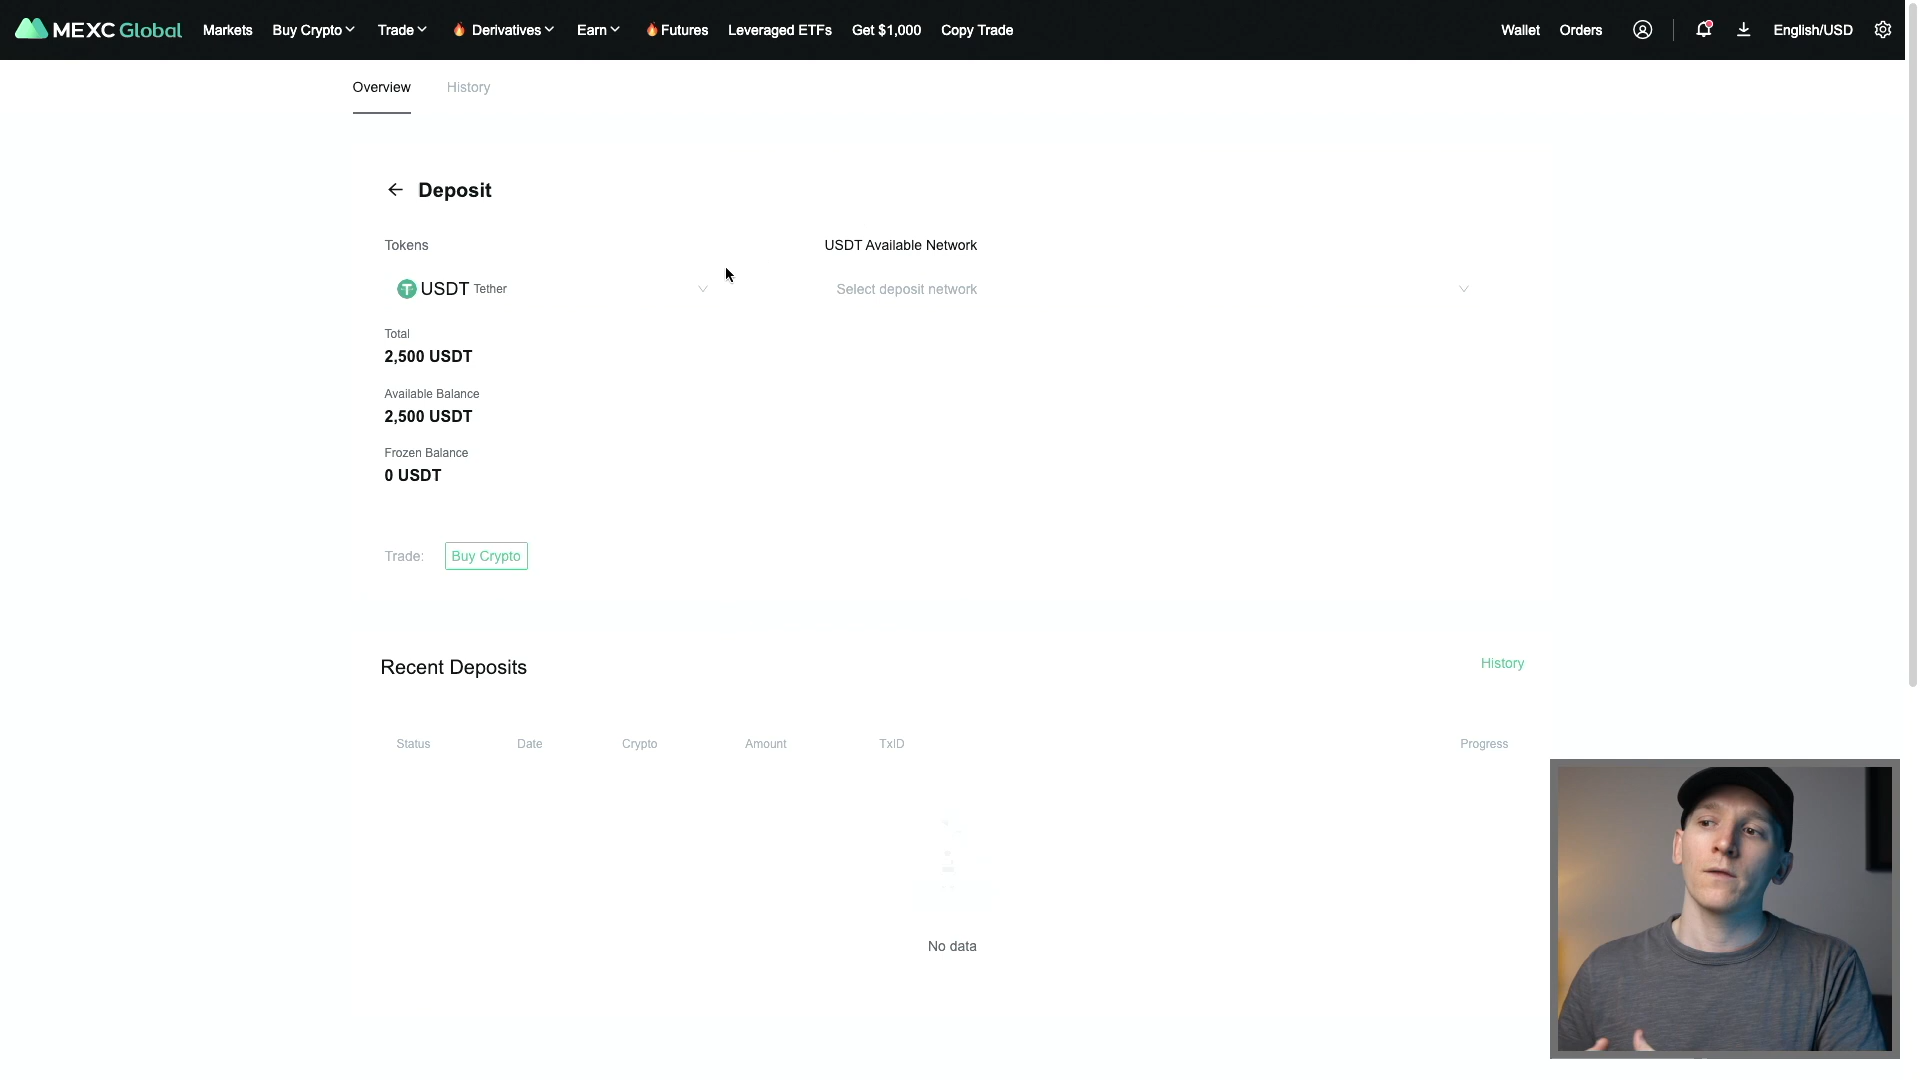 MEXC Global Markets Buy Crypto Trade Derivatives Earn Futures Leveraged ETFs Get $1,000 Copy Trade Wallet Orders English/USD
Overview History
Deposit
Tokens USDT Available Network
USDT Tether Select deposit network
Total
2,500 USDT
Available Balance
2,500 USDT
Frozen Balance
0 USDT
Trade: Buy Crypto
Recent Deposits History
Status Date Crypto Amount TxID Progress
No data